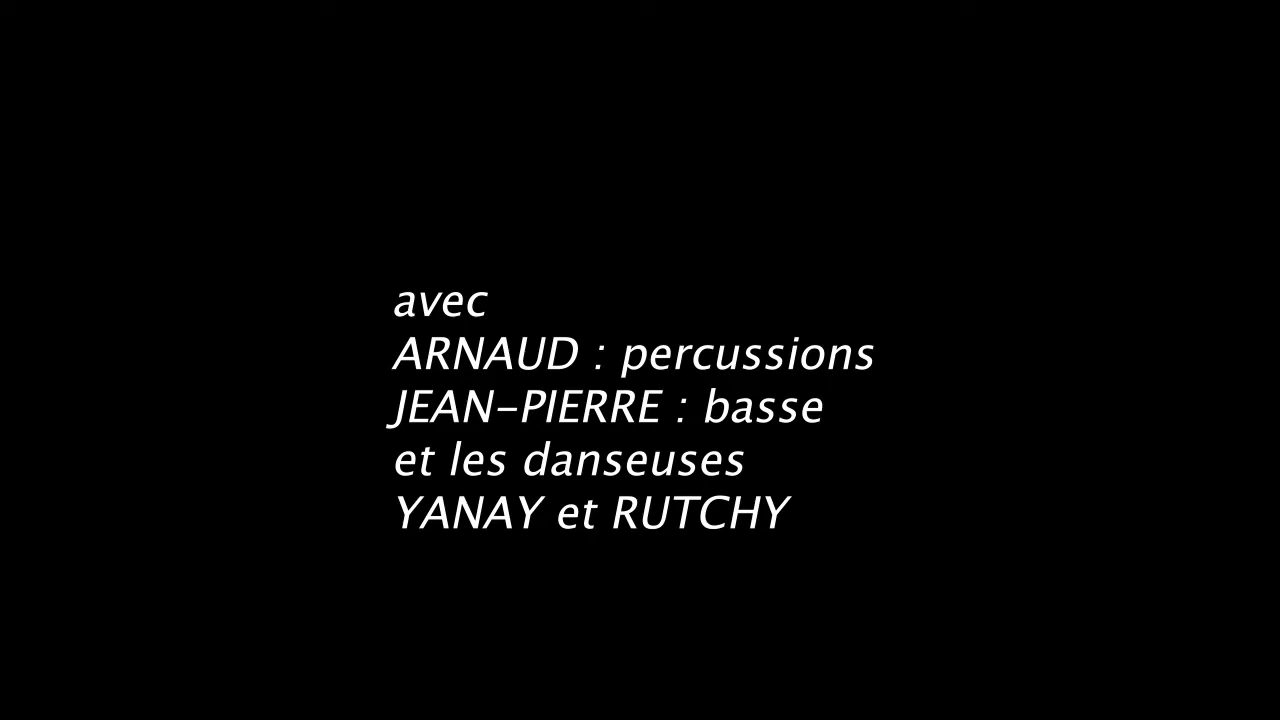 avec
ARNAUD : percussions
JEAN-PIERRE : basse
et les danseuses
YANAY et RUTCHY